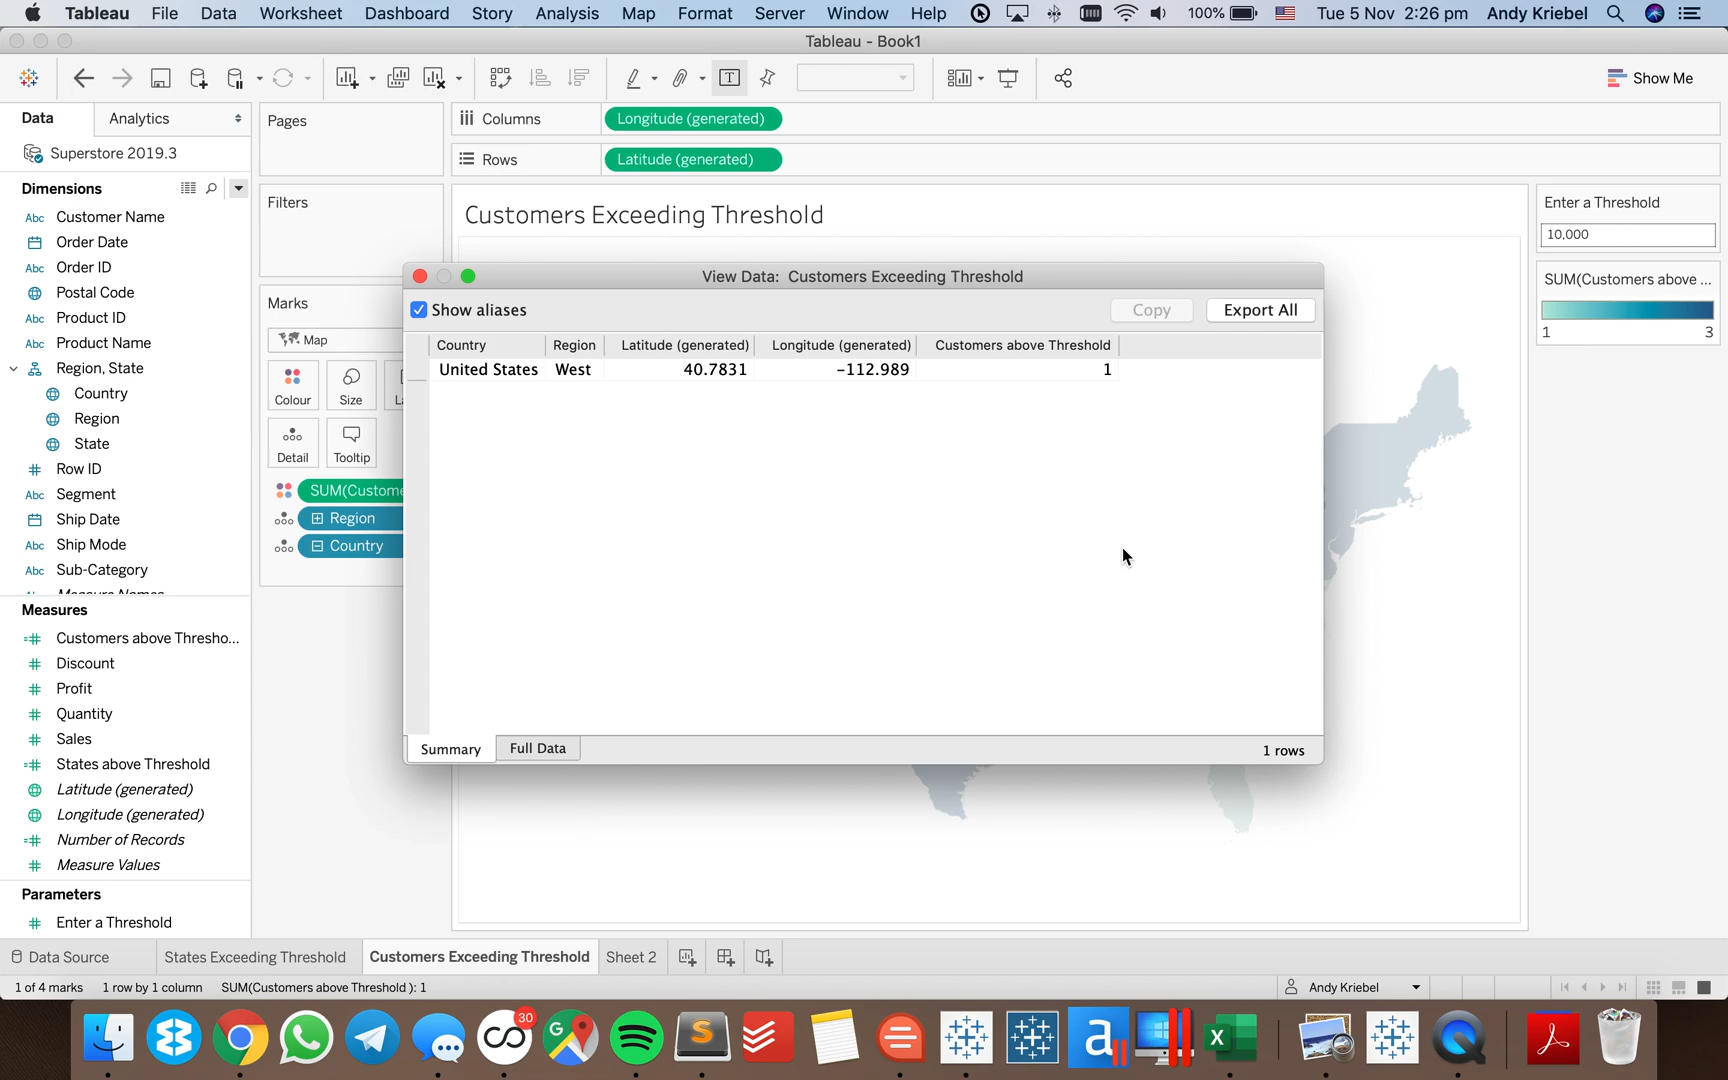 Tableau File Data Worksheet Dashboard Story Analysis Map Format Server Window Help 100% Tue 5 Nov 2:26 pm Andy Kriebel
Tableau - Book1
Show Me
Data Analytics
Superstore 2019.3
Dimensions
Abc Customer Name
Order Date
Abc Order ID
Postal Code
Abc Product ID
Abc Product Name
Region, State
Country
Region
State
Row ID
Abc Segment
Ship Date
Abc Ship Mode
Abc Sub-Category
Measures
Customers above Thresho...
Discount
Profit
Quantity
Sales
States above Threshold
Latitude (generated)
Longitude (generated)
Number of Records
Measure Values
Parameters
Enter a Threshold
Pages
Filters
Marks
Map
Colour Size
Detail Tooltip
SUM(Custome
Region
Country
Columns Longitude (generated)
Rows Latitude (generated)
Customers Exceeding Threshold
Enter a Threshold
10,000
SUM(Customers above ...
1 3
View Data: Customers Exceeding Threshold
Show aliases Copy Export All
Country Region Latitude (generated) Longitude (generated) Customers above Threshold
United States West 40.7831 -112.989 1
Summary Full Data 1 rows
Data Source States Exceeding Threshold Customers Exceeding Threshold Sheet 2
1 of 4 marks 1 row by 1 column SUM(Customers above Threshold ): 1 Andy Kriebel
30